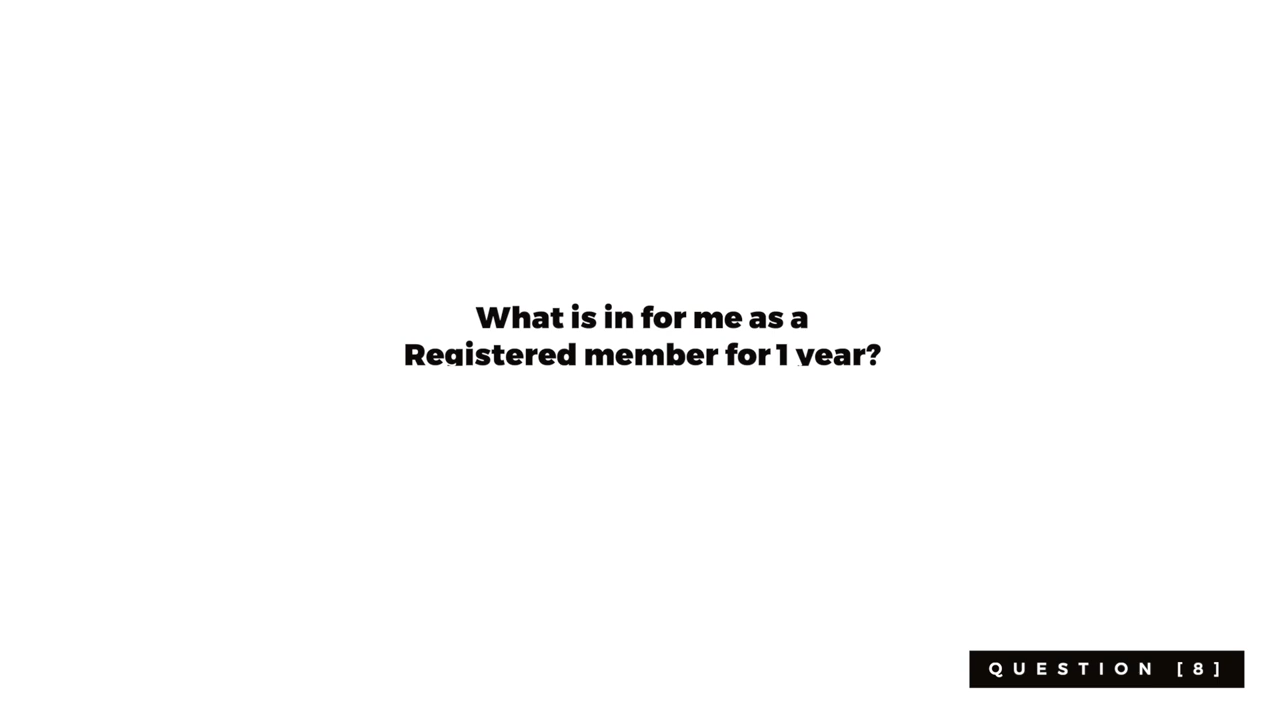 What is in for me as a
Registered member for 1 year?
QUESTION [8]